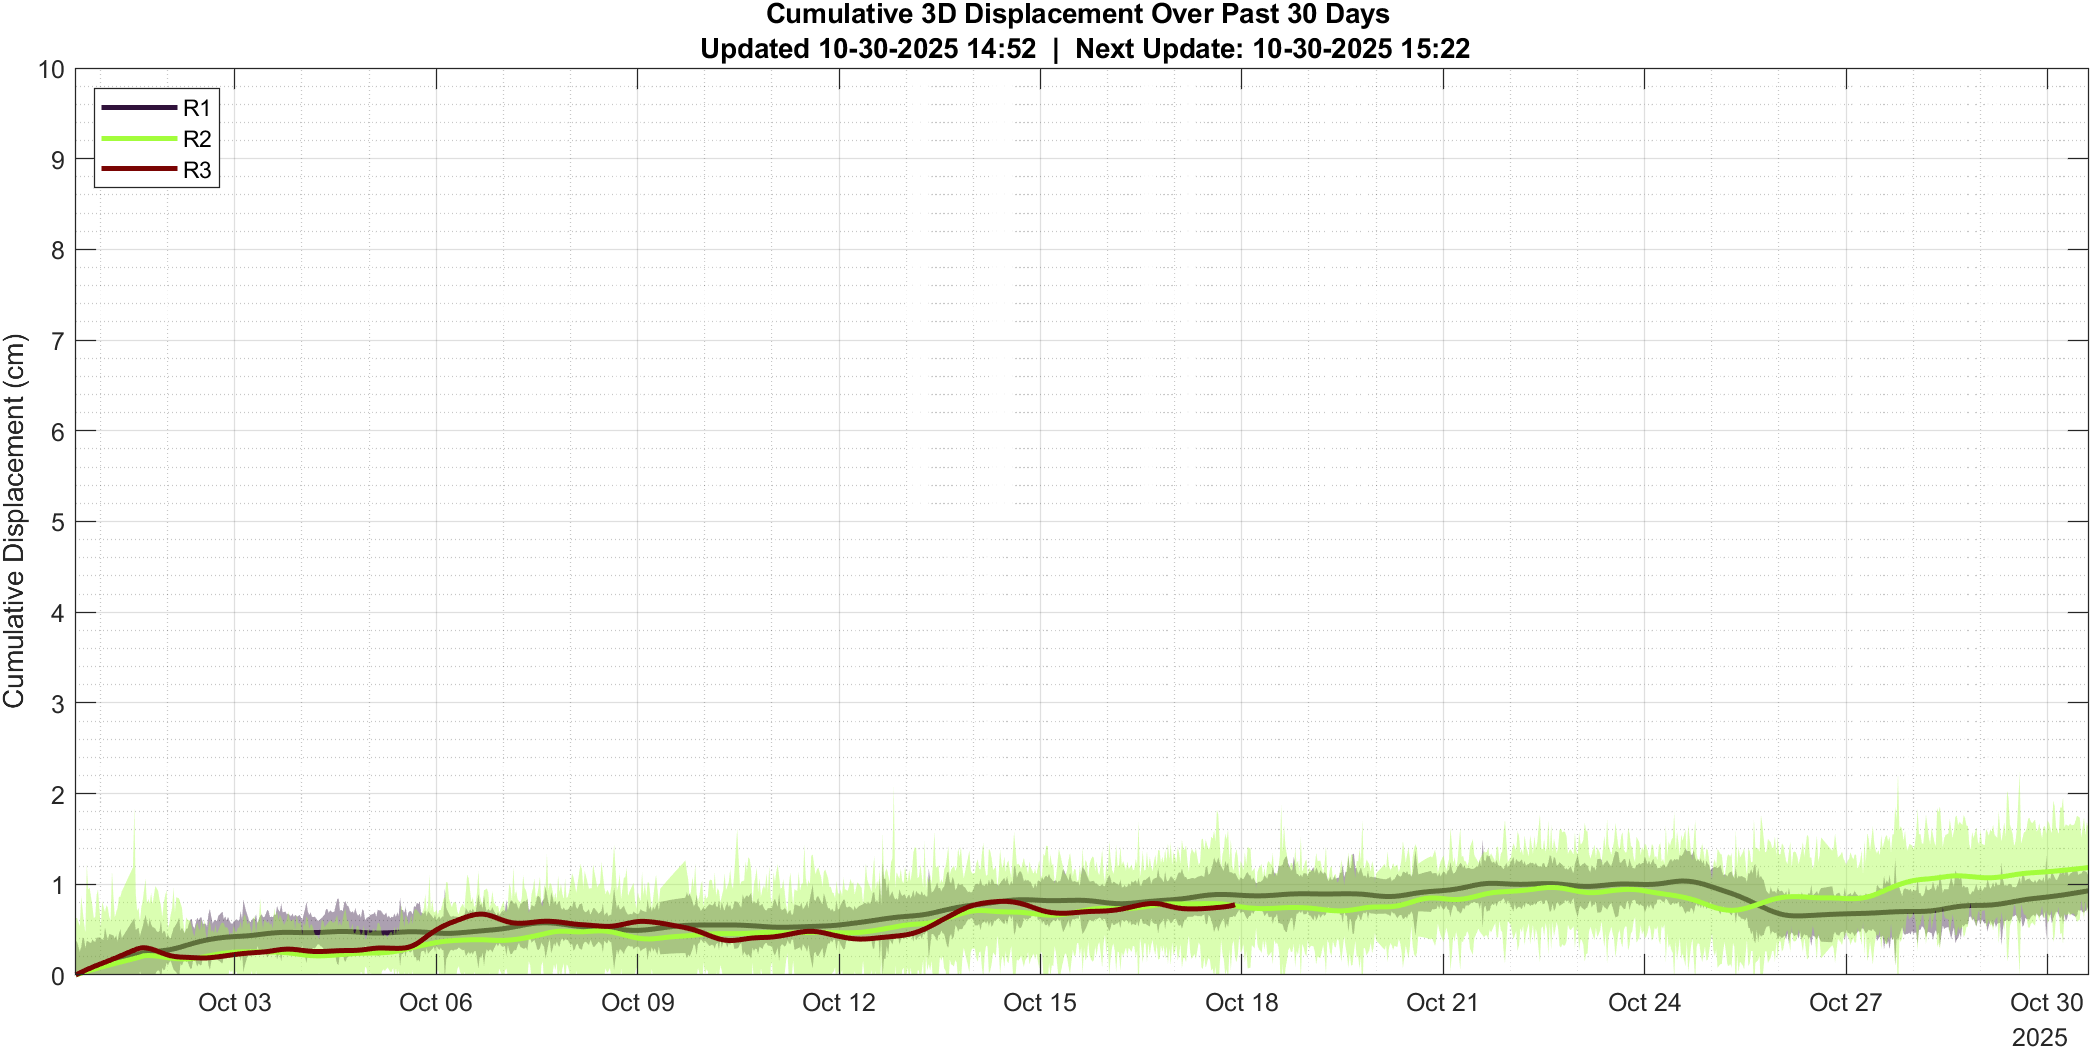 Cumulative 3D Displacement Over Past 30 Days
Updated 10-30-2025 14:52 | Next Update: 10-30-2025 15:22
R1
R2
R3
Cumulative Displacement (cm)
10
9
8
7
6
5
4
3
2
1
0
Oct 03 Oct 06 Oct 09 Oct 12 Oct 15 Oct 18 Oct 21 Oct 24 Oct 27 Oct 30
2025